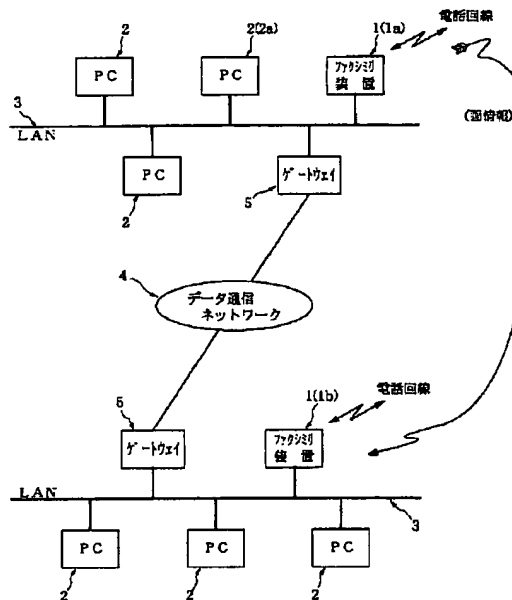 2
2(2a)
1(1a)
電話回線
PC
PC
ファクシミリ
装置
(画情報)
3
LAN
PC
ゲートウェイ
2
5
4
データ通信
ネットワーク
5
1(1b)
電話回線
ゲートウェイ
ファクシミリ
装置
LAN
3
PC
PC
PC
2
2
2